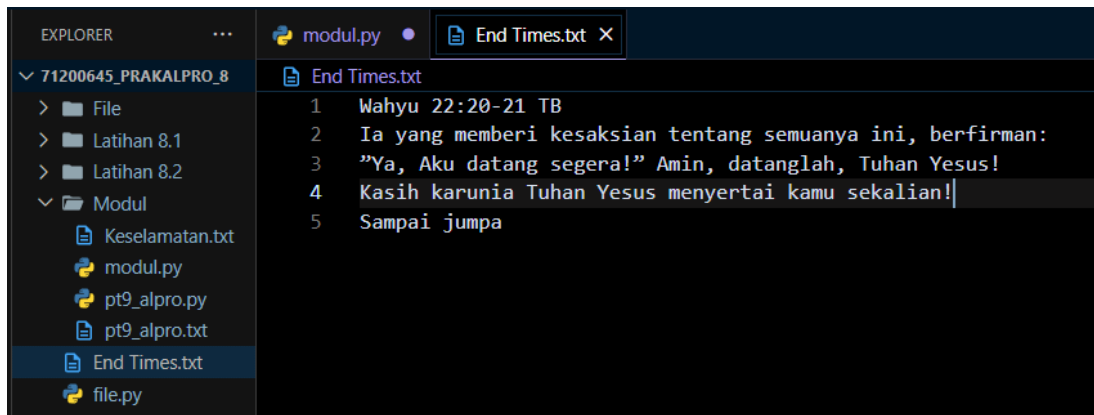 EXPLORER ...
modul.py
End Times.txt
71200645_PRAKALPRO_8
End Times.txt
File
Latihan 8.1
Latihan 8.2
Modul
Keselamatan.txt
modul.py
pt9_alpro.py
pt9_alpro.txt
End Times.txt
file.py
1 Wahyu 22:20-21 TB
2 Ia yang memberi kesaksian tentang semuanya ini, berfirman:
3 ”Ya, Aku datang segera!” Amin, datanglah, Tuhan Yesus!
4 Kasih karunia Tuhan Yesus menyertai kamu sekalian!
5 Sampai jumpa